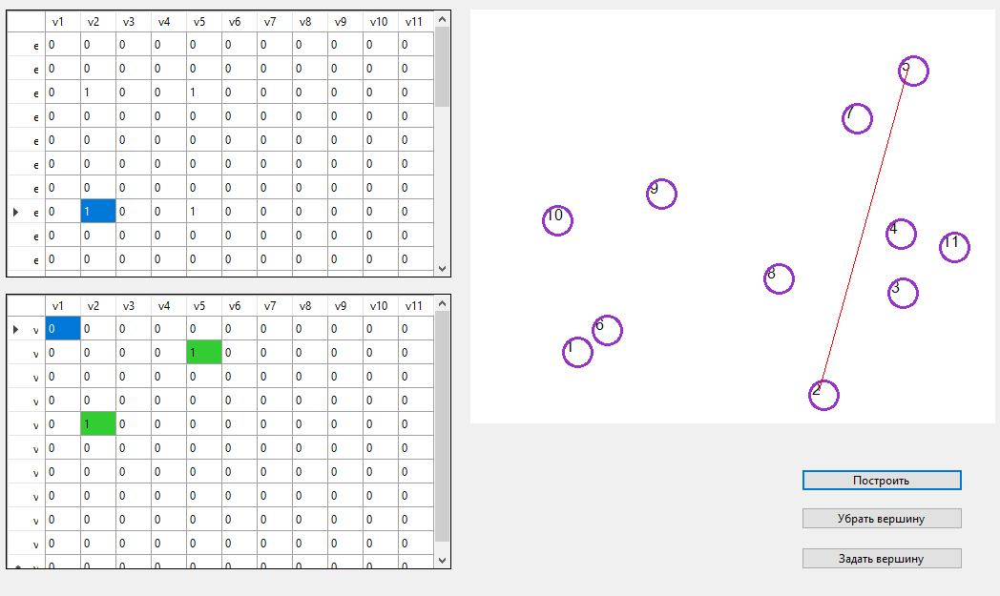 v1 v2 v3 v4 v5 v6 v7 v8 v9 v10 v11
e 0 0 0 0 0 0 0 0 0 0 0
e 0 0 0 0 0 0 0 0 0 0 0
e 0 1 0 0 1 0 0 0 0 0 0
e 0 0 0 0 0 0 0 0 0 0 0
e 0 0 0 0 0 0 0 0 0 0 0
e 0 0 0 0 0 0 0 0 0 0 0
e 0 0 0 0 0 0 0 0 0 0 0
e 0 1 0 0 1 0 0 0 0 0 0
e 0 0 0 0 0 0 0 0 0 0 0
e 0 0 0 0 0 0 0 0 0 0 0
v1 v2 v3 v4 v5 v6 v7 v8 v9 v10 v11
v 0 0 0 0 0 0 0 0 0 0 0
v 0 0 0 0 1 0 0 0 0 0 0
v 0 0 0 0 0 0 0 0 0 0 0
v 0 0 0 0 0 0 0 0 0 0 0
v 0 1 0 0 0 0 0 0 0 0 0
v 0 0 0 0 0 0 0 0 0 0 0
v 0 0 0 0 0 0 0 0 0 0 0
v 0 0 0 0 0 0 0 0 0 0 0
v 0 0 0 0 0 0 0 0 0 0 0
v 0 0 0 0 0 0 0 0 0 0 0
v 0 0 0 0 0 0 0 0 0 0 0
5
7
9
10
4
11
8
3
6
1
2
Построить
Убрать вершину
Задать вершину